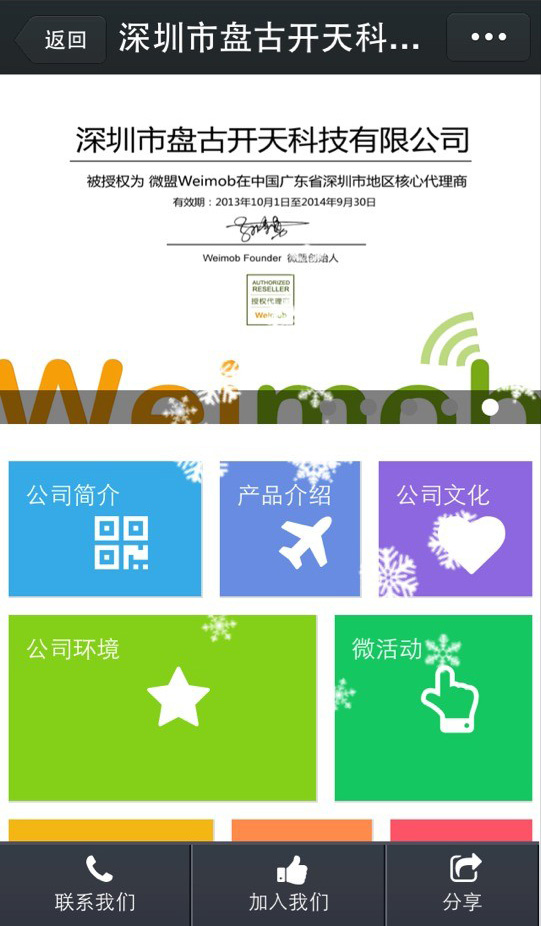 返回
深圳市盘古开天科...
深圳市盘古开天科技有限公司
被授权为 微盟Weimob在中国广东省深圳市地区核心代理商
有效期：2013年10月1日至2014年9月30日
Weimob Founder 微盟创始人
AUTHORIZED
RESELLER
授权代理商
Weimob
Weimob
公司简介
产品介绍
公司文化
公司环境
微活动
联系我们
加入我们
分享